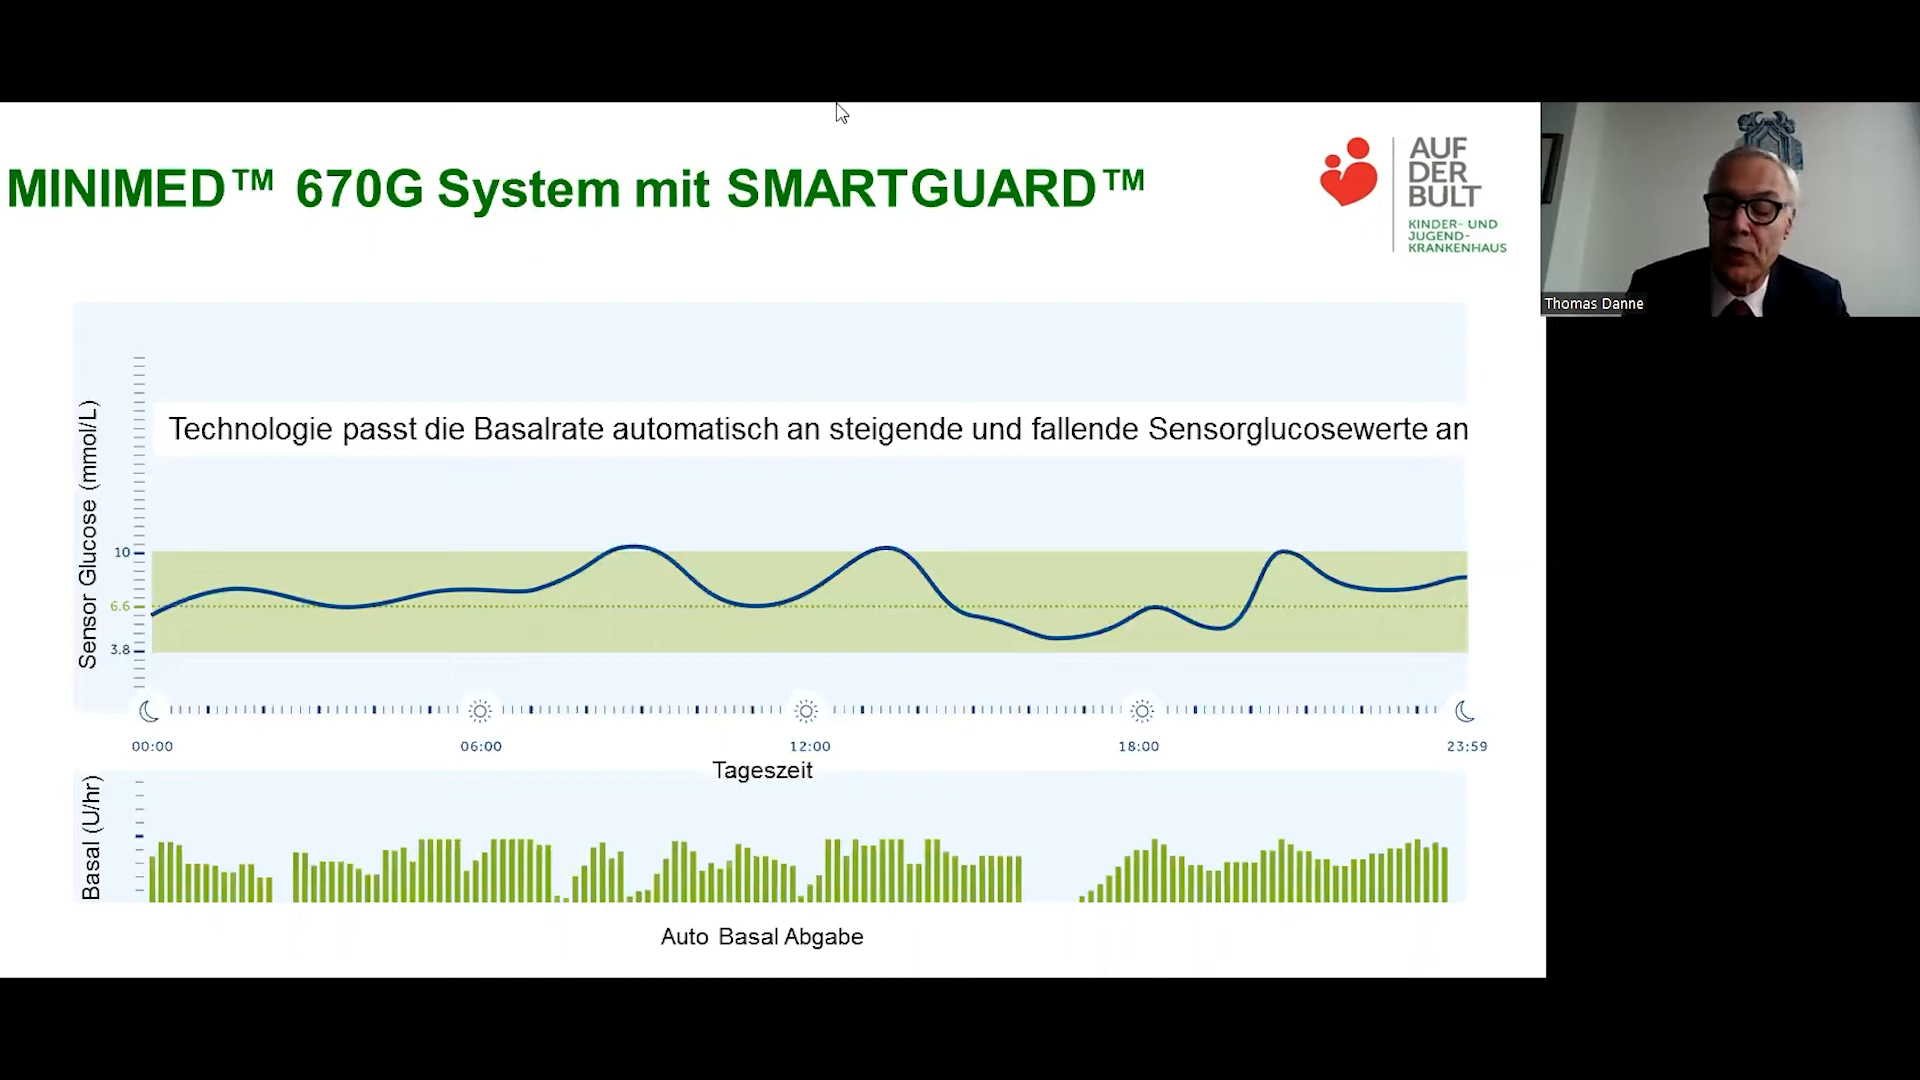 MINIMED™ 670G System mit SMARTGUARD™
AUF
DER
BULT
KINDER- UND
JUGEND-
KRANKENHAUS
Thomas Danne
Sensor Glucose (mmol/L)
Technologie passt die Basalrate automatisch an steigende und fallende Sensorglucosewerte an
10
6.6
3.8
00:00 06:00 12:00 18:00 23:59
Tageszeit
Basal (U/hr)
Auto Basal Abgabe